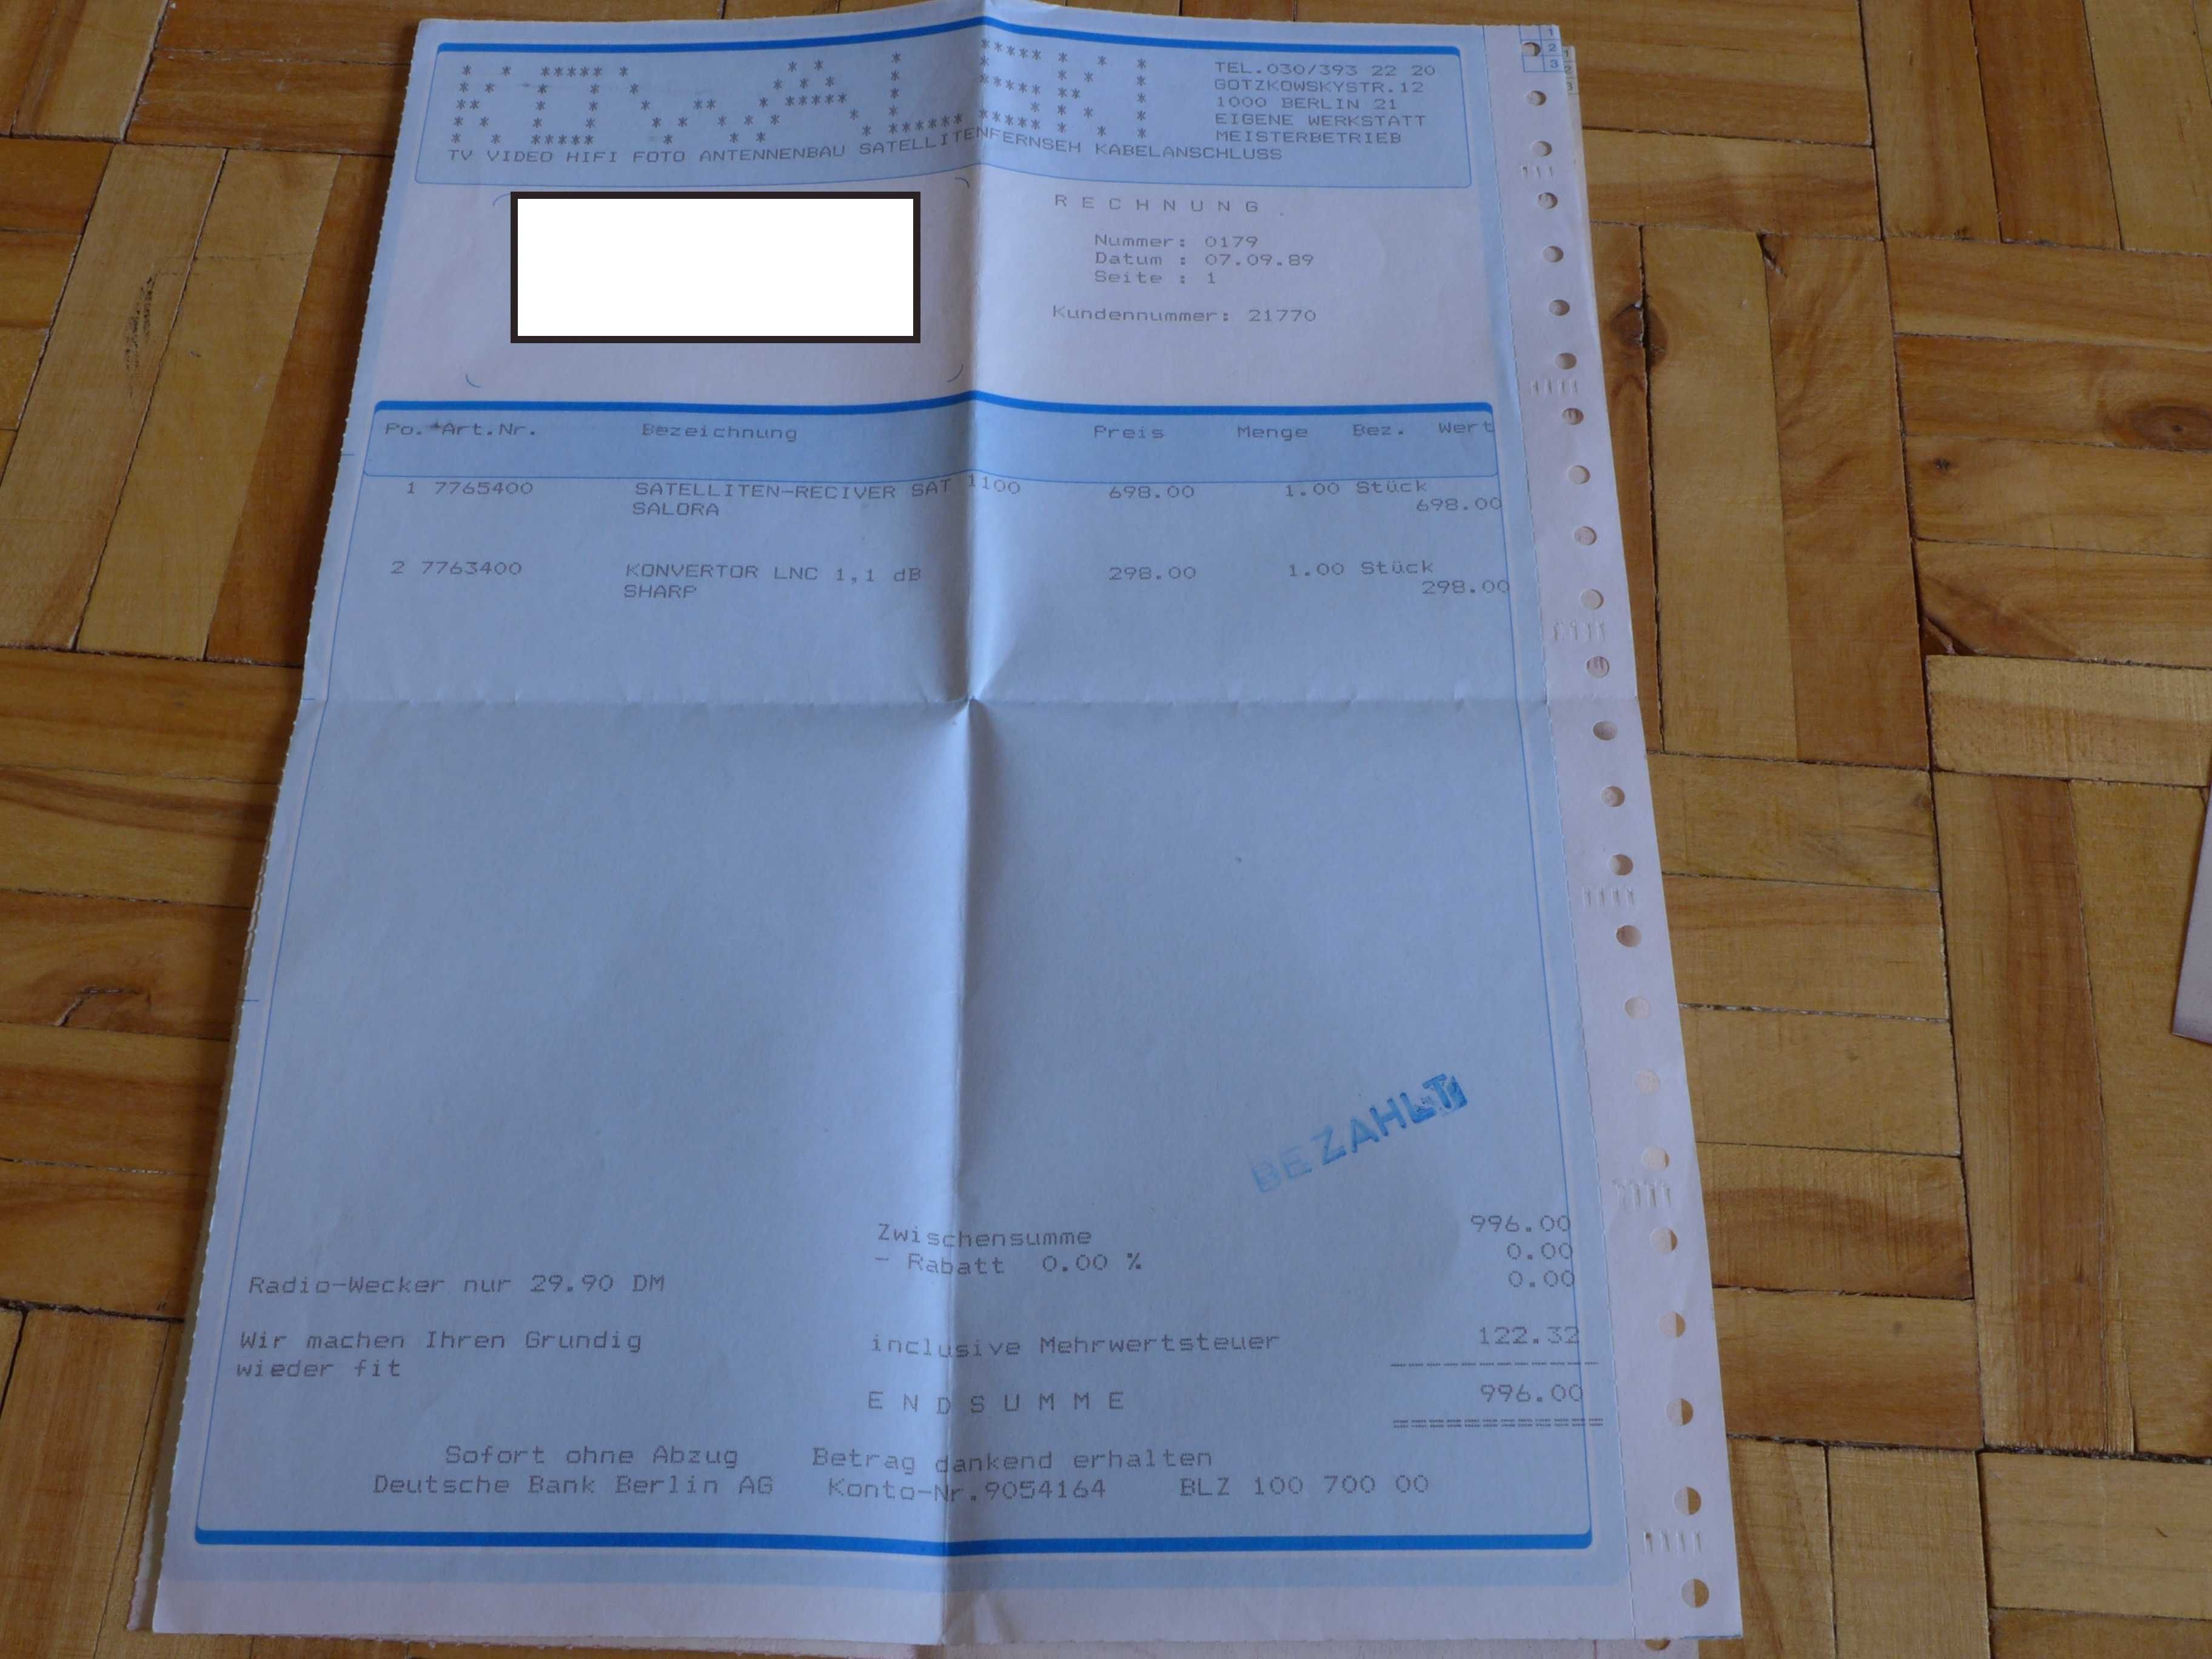 KOWALSKI
TEL.030/393 22 20
GOTZKOWSKYSTR.12
1000 BERLIN 21
EIGENE WERKSTATT
MEISTERBETRIEB
TV VIDEO HIFI FOTO ANTENNENBAU SATELLITENFERNSEH KABELANSCHLUSS
1
2
3
R E C H N U N G
Nummer: 0179
Datum : 07.09.89
Seite : 1
Kundennummer: 21770
Po. Art.Nr. Bezeichnung Preis Menge Bez. Wert
1 7765400 SATELLITEN-RECIVER SAT 1100 698.00 1.00 Stück
SALORA 698.00
2 7763400 KONVERTOR LNC 1,1 dB 298.00 1.00 Stück
SHARP 298.00
BEZAHLT
Zwischensumme 996.00
- Rabatt 0.00 % 0.00
Radio-Wecker nur 29.90 DM 0.00
Wir machen Ihren Grundig inclusive Mehrwertsteuer 122.32
wieder fit
E N D S U M M E 996.00
Sofort ohne Abzug Betrag dankend erhalten
Deutsche Bank Berlin AG Konto-Nr.9054164 BLZ 100 700 00